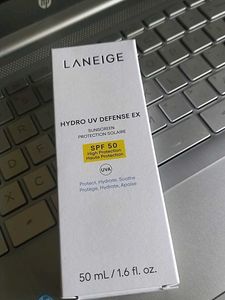 LANEIGE
HYDRO UV DEFENSE EX
SUNSCREEN
PROTECTION SOLAIRE
SPF 50
High Protection
Haute Protection
UVA
Protect, Hydrate, Soothe
Protège, Hydrate, Apaise
50 mL / 1.6 fl. oz.